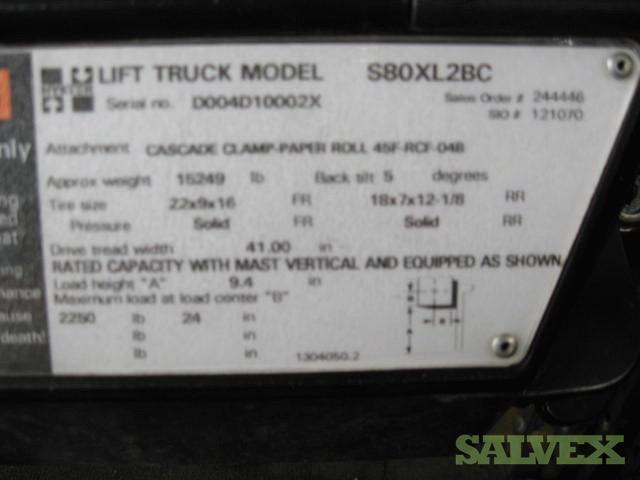 LIFT TRUCK MODEL S80XL2BC
Serial no. D004D10002X Sales Order # 244446
SIO # 121070
only
Attachment CASCADE CLAMP-PAPER ROLL 45F-RCF-04B
Approx weight 15249 lb Back tilt 5 degrees
Tire size 22x9x16 FR 18x7x12-1/8 RR
Pressure Solid FR Solid RR
Drive tread width 41.00 in
RATED CAPACITY WITH MAST VERTICAL AND EQUIPPED AS SHOWN
Load height "A" 9.4 in
Maximum load at load center "B"
2250 lb 24 in
lb in
lb in 1304050.2
death!
SALVEX